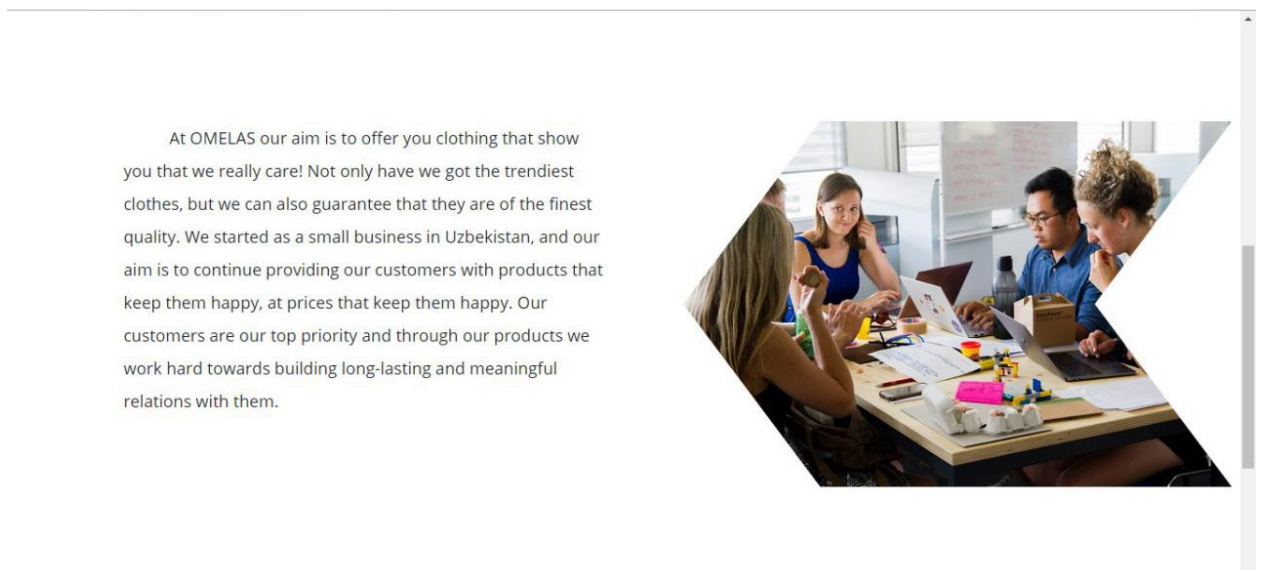 At OMELAS our aim is to offer you clothing that show
you that we really care! Not only have we got the trendiest
clothes, but we can also guarantee that they are of the finest
quality. We started as a small business in Uzbekistan, and our
aim is to continue providing our customers with products that
keep them happy, at prices that keep them happy. Our
customers are our top priority and through our products we
work hard towards building long-lasting and meaningful
relations with them.